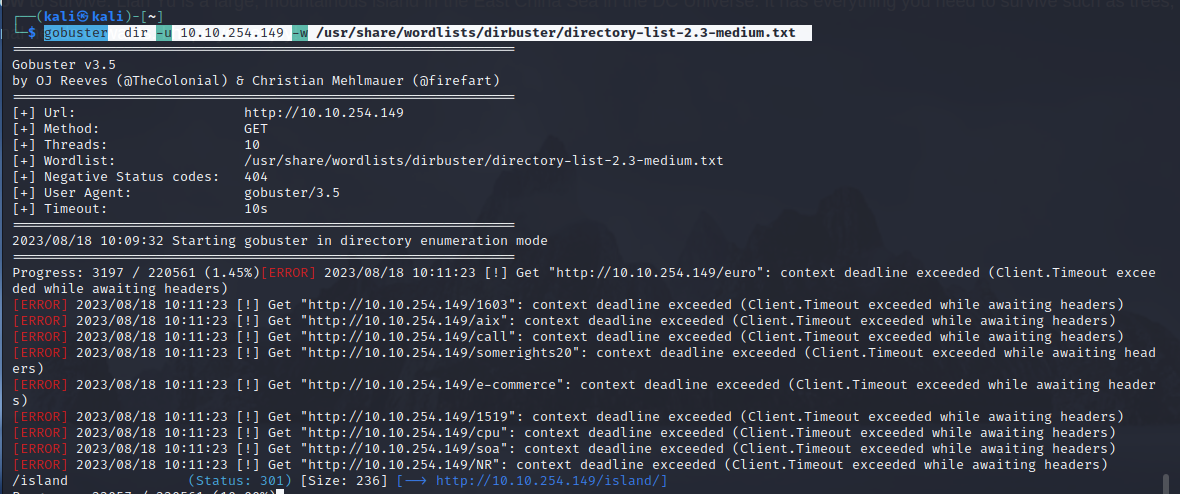 ┌──(kali㉿kali)-[~]
└─$ gobuster dir -u 10.10.254.149 -w /usr/share/wordlists/dirbuster/directory-list-2.3-medium.txt
===============================================================
Gobuster v3.5
by OJ Reeves (@TheColonial) & Christian Mehlmauer (@firefart)
===============================================================
[+] Url: http://10.10.254.149
[+] Method: GET
[+] Threads: 10
[+] Wordlist: /usr/share/wordlists/dirbuster/directory-list-2.3-medium.txt
[+] Negative Status codes: 404
[+] User Agent: gobuster/3.5
[+] Timeout: 10s
===============================================================
2023/08/18 10:09:32 Starting gobuster in directory enumeration mode
===============================================================
Progress: 3197 / 220561 (1.45%)[ERROR] 2023/08/18 10:11:23 [!] Get "http://10.10.254.149/euro": context deadline exceeded (Client.Timeout excee
ded while awaiting headers)
[ERROR] 2023/08/18 10:11:23 [!] Get "http://10.10.254.149/1603": context deadline exceeded (Client.Timeout exceeded while awaiting headers)
[ERROR] 2023/08/18 10:11:23 [!] Get "http://10.10.254.149/aix": context deadline exceeded (Client.Timeout exceeded while awaiting headers)
[ERROR] 2023/08/18 10:11:23 [!] Get "http://10.10.254.149/call": context deadline exceeded (Client.Timeout exceeded while awaiting headers)
[ERROR] 2023/08/18 10:11:23 [!] Get "http://10.10.254.149/somerights20": context deadline exceeded (Client.Timeout exceeded while awaiting head
ers)
[ERROR] 2023/08/18 10:11:23 [!] Get "http://10.10.254.149/e-commerce": context deadline exceeded (Client.Timeout exceeded while awaiting header
s)
[ERROR] 2023/08/18 10:11:23 [!] Get "http://10.10.254.149/1519": context deadline exceeded (Client.Timeout exceeded while awaiting headers)
[ERROR] 2023/08/18 10:11:23 [!] Get "http://10.10.254.149/cpu": context deadline exceeded (Client.Timeout exceeded while awaiting headers)
[ERROR] 2023/08/18 10:11:23 [!] Get "http://10.10.254.149/soa": context deadline exceeded (Client.Timeout exceeded while awaiting headers)
[ERROR] 2023/08/18 10:11:23 [!] Get "http://10.10.254.149/NR": context deadline exceeded (Client.Timeout exceeded while awaiting headers)
/island (Status: 301) [Size: 236] [--> http://10.10.254.149/island/]